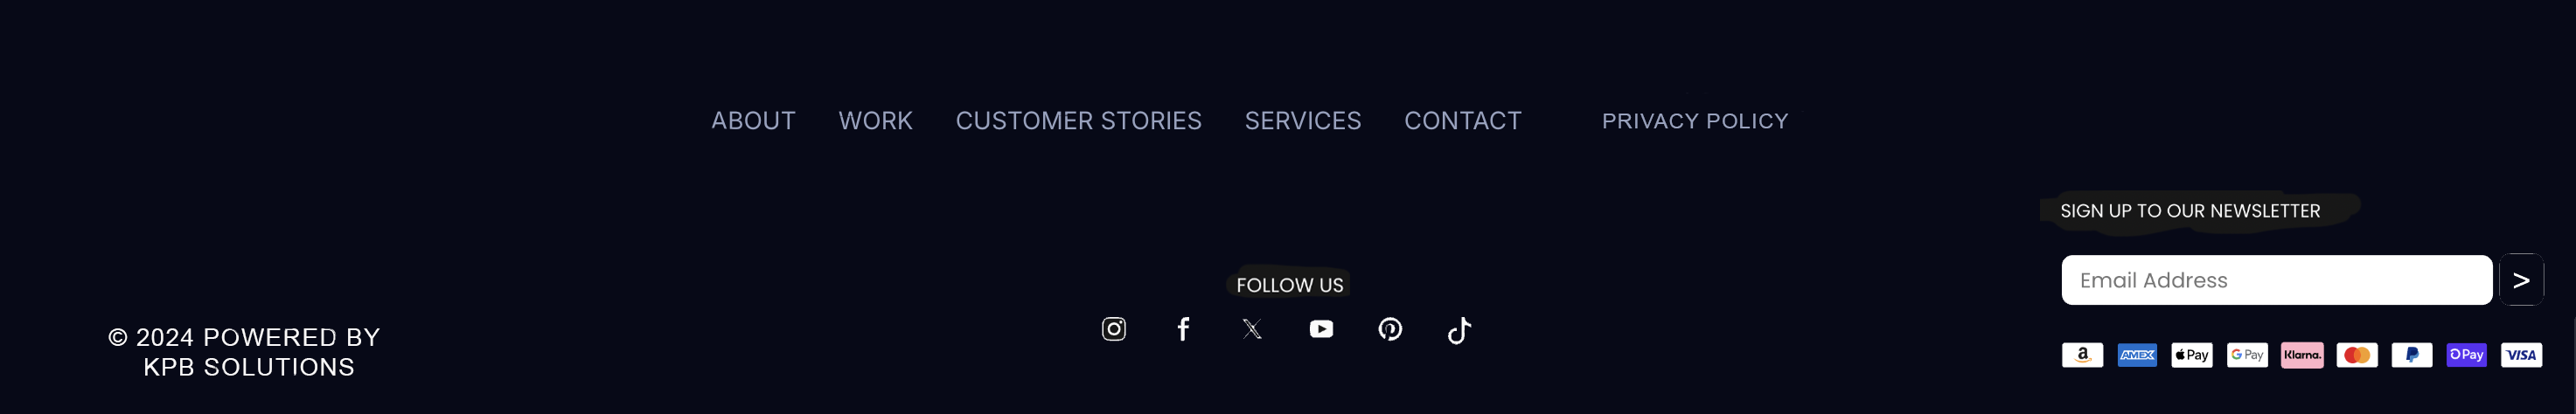 ABOUT WORK CUSTOMER STORIES SERVICES CONTACT PRIVACY POLICY
SIGN UP TO OUR NEWSLETTER
Email Address >
FOLLOW US
© 2024 POWERED BY
KPB SOLUTIONS
a AMEX Pay G Pay Klarna. P Pay VISA